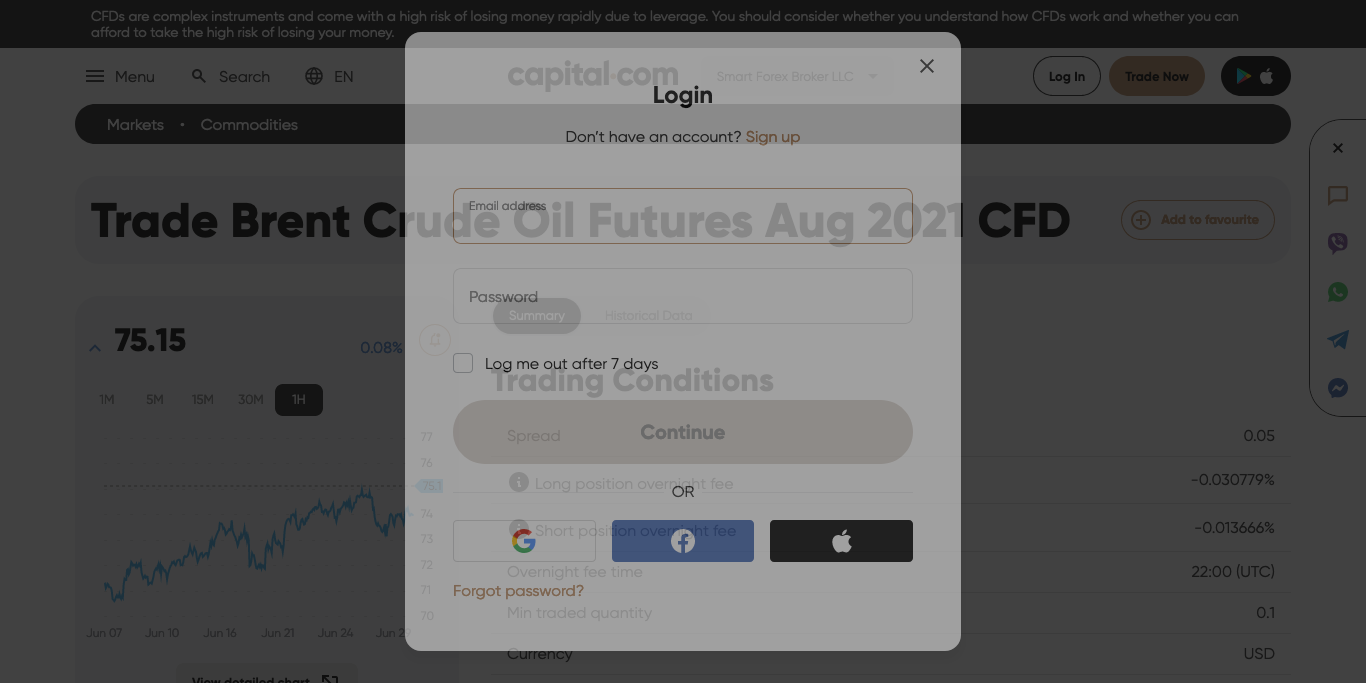 CFDs are complex instruments and come with a high risk of losing money rapidly due to leverage. You should consider whether you understand how CFDs work and whether you can
afford to take the high risk of losing your money.
Menu
Search
EN
capital.com
Smart Forex Broker LLC
Log In
Trade Now
Login
Markets • Commodities
Don't have an account? Sign up
Email address
Trade Brent Crude Oil Futures Aug 2021 CFD
Add to favourite
Password
Summary
Historical Data
75.15
0.08%
Log me out after 7 days
Trading Conditions
1M
5M
15M
30M
1H
Continue
Spread
0.05
Long position overnight fee
-0.030779%
OR
Short position overnight fee
-0.013666%
Overnight fee time
22:00 (UTC)
Forgot password?
Min traded quantity
0.1
Currency
USD
77
76
75.1
74
73
72
71
70
Jun 07
Jun 10
Jun 16
Jun 21
Jun 24
Jun
View detailed chart